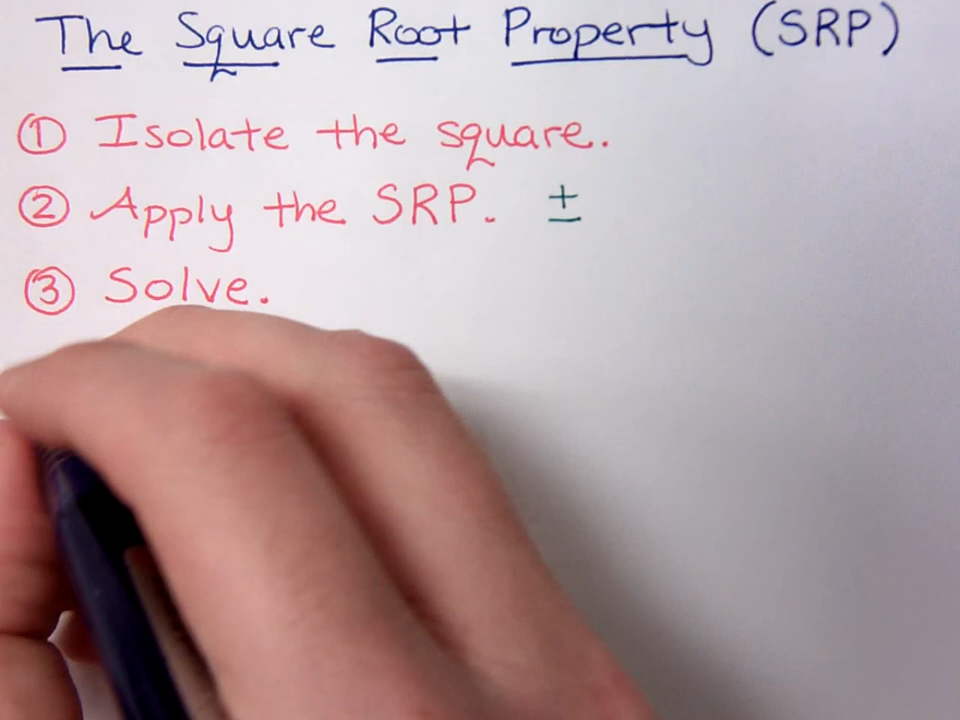 The Square Root Property (SRP)
① Isolate the square.
② Apply the SRP. ±
③ Solve.